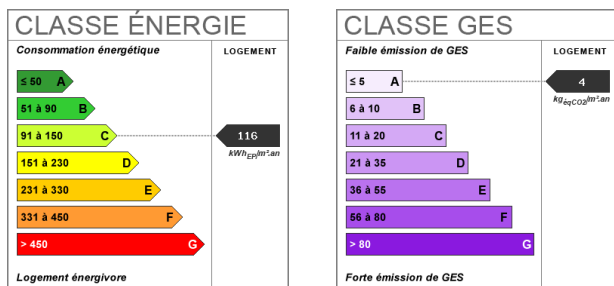 CLASSE ÉNERGIE
Consommation énergétique
LOGEMENT
≤ 50 A
51 à 90 B
91 à 150 C
116
kWhEP/m².an
151 à 230 D
231 à 330 E
331 à 450 F
> 450 G
Logement énergivore
CLASSE GES
Faible émission de GES
LOGEMENT
≤ 5 A
4
kgéqCO2/m².an
6 à 10 B
11 à 20 C
21 à 35 D
36 à 55 E
56 à 80 F
> 80 G
Forte émission de GES